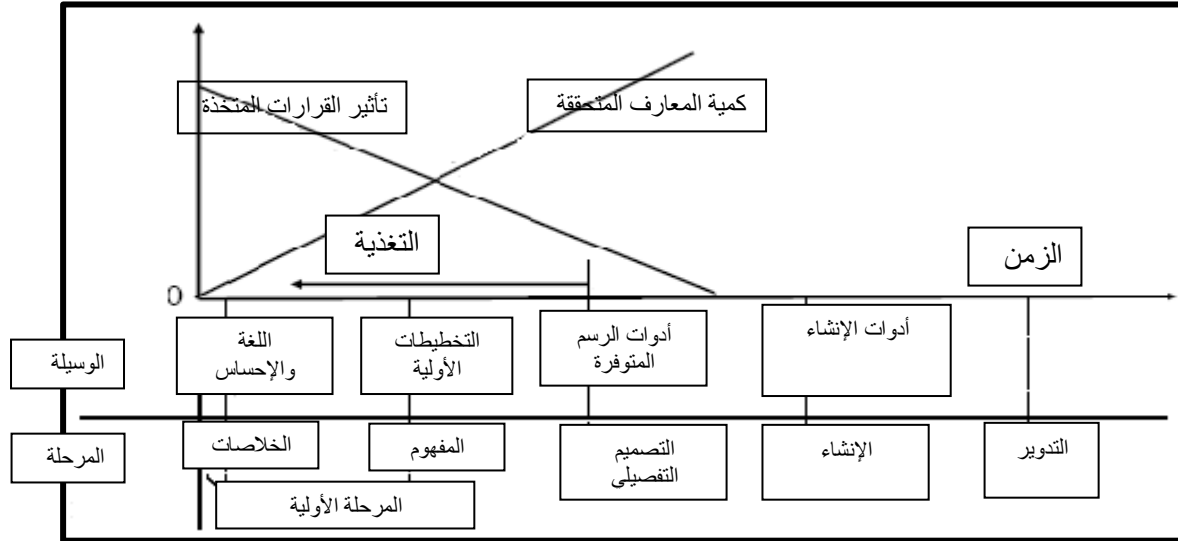 تأثير القرارات المتخذة
كمية المعارف المتحققة
التغذية
الزمن
0
الوسيلة
اللغة
والإحساس
التخطيطات
الأولية
أدوات الرسم
المتوفرة
أدوات الإنشاء
المرحلة
الخلاصات
المفهوم
التصميم
التفصيلي
الإنشاء
التدوير
المرحلة الأولية